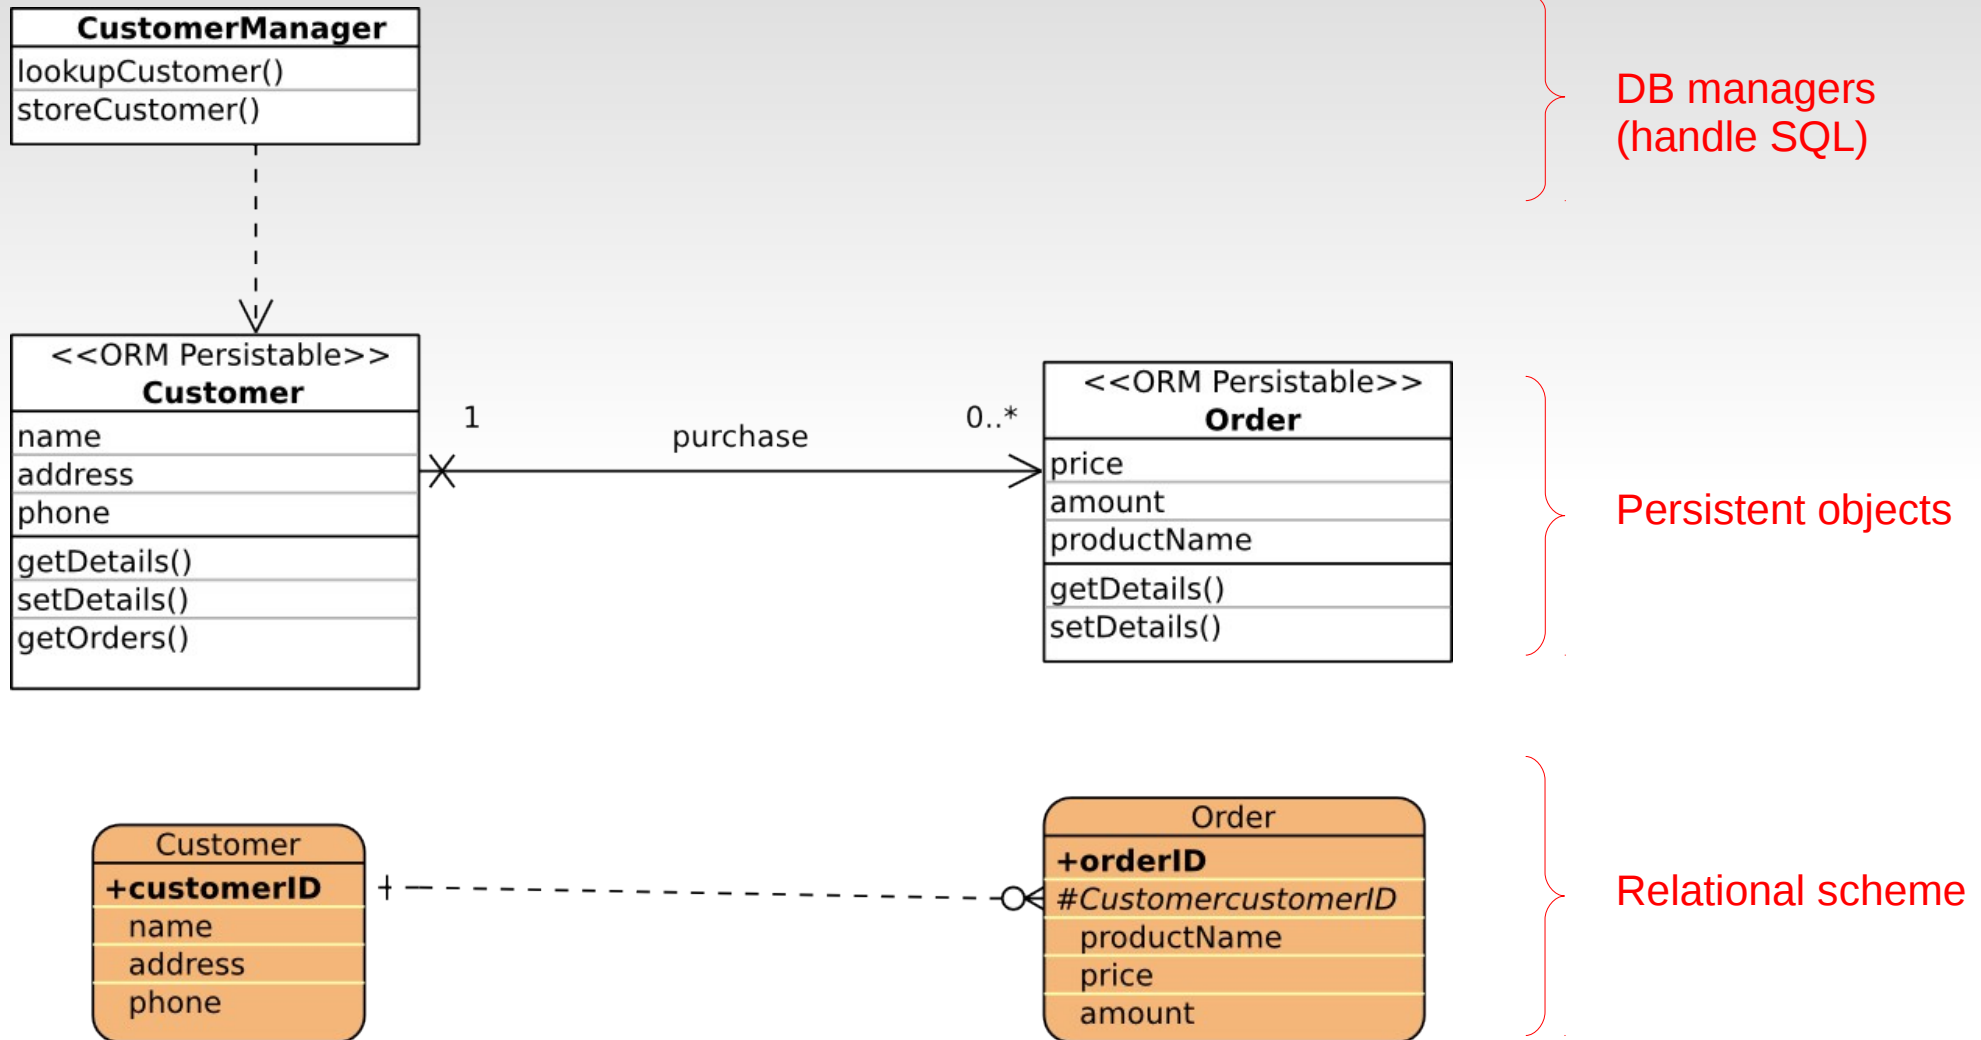 CustomerManager
lookupCustomer()
storeCustomer()
DB managers
(handle SQL)
<<ORM Persistable>>
Customer
name
address
phone
getDetails()
setDetails()
getOrders()
1
purchase
0..*
<<ORM Persistable>>
Order
price
amount
productName
getDetails()
setDetails()
Persistent objects
Customer
+customerID
name
address
phone
Order
+orderID
#CustomercustomerID
productName
price
amount
Relational scheme